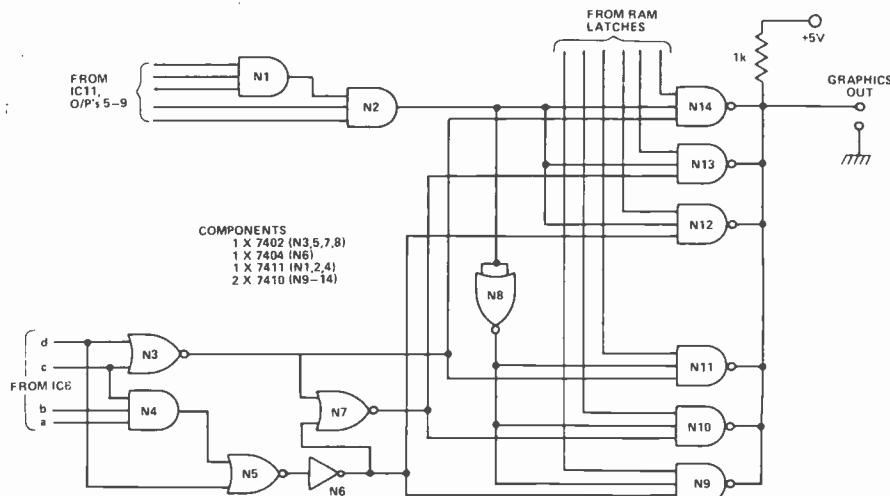 FROM RAM
LATCHES
+5V
1k
GRAPHICS
OUT
FROM
IC11,
O/P's 5-9
N1
N2
N14
N13
N12
COMPONENTS
1 X 7402 (N3,5,7,8)
1 X 7404 (N6)
1 X 7411 (N1,2,4)
2 X 7410 (N9-14)
N8
d
c
FROM IC6
b
a
N3
N4
N7
N5
N6
N11
N10
N9